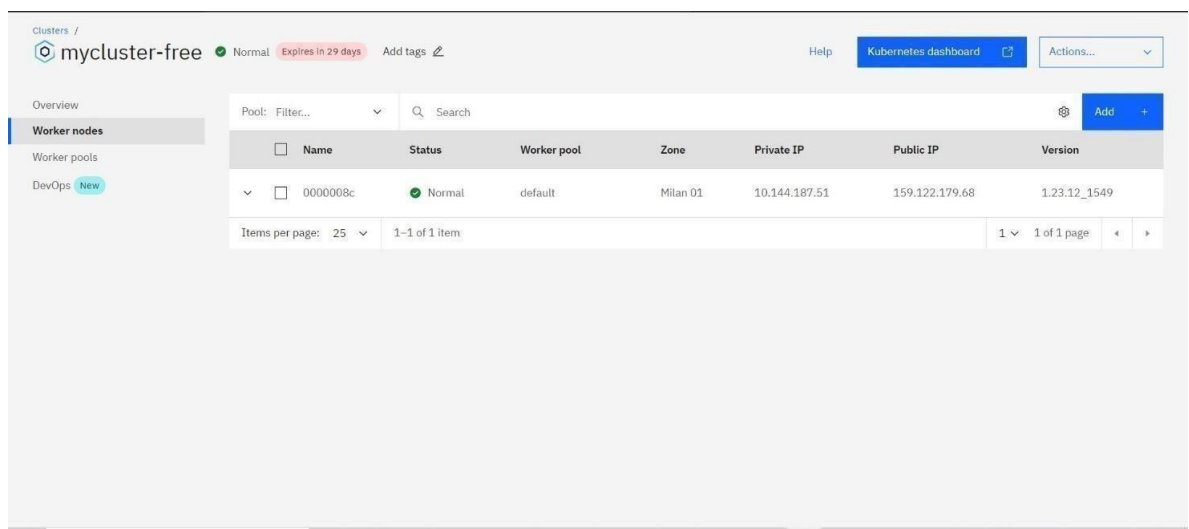 Clusters /
mycluster-free Normal Expires in 29 days Add tags Help Kubernetes dashboard Actions...
Overview
Worker nodes
Worker pools
DevOps New
Pool: Filter... Search Add +
Name Status Worker pool Zone Private IP Public IP Version
0000008c Normal default Milan 01 10.144.187.51 159.122.179.68 1.23.12_1549
Items per page: 25 1–1 of 1 item 1 1 of 1 page